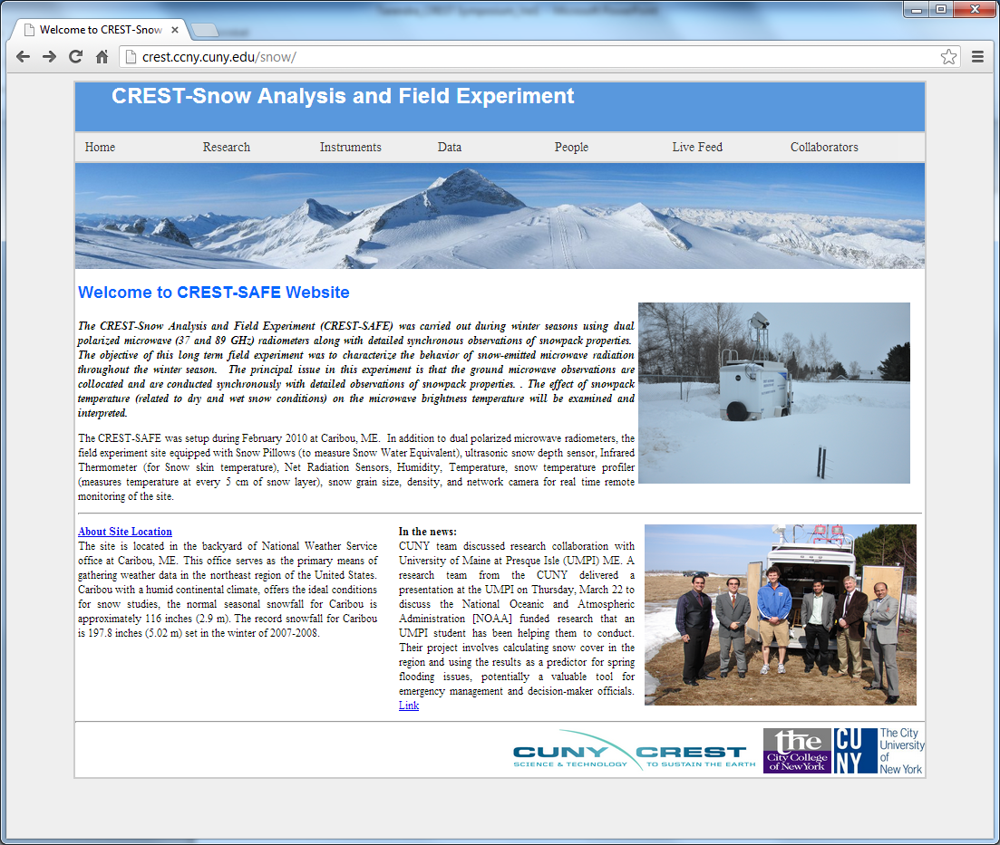 Welcome to CREST-Snow
crest.ccny.cuny.edu/snow/
CREST-Snow Analysis and Field Experiment
Home Research Instruments Data People Live Feed Collaborators
Welcome to CREST-SAFE Website
The CREST-Snow Analysis and Field Experiment (CREST-SAFE) was carried out during winter seasons using dual
polarized microwave (37 and 89 GHz) radiometers along with detailed synchronous observations of snowpack properties.
The objective of this long term field experiment was to characterize the behavior of snow-emitted microwave radiation
throughout the winter season. The principal issue in this experiment is that the ground microwave observations are
collocated and are conducted synchronously with detailed observations of snowpack properties. . The effect of snowpack
temperature (related to dry and wet snow conditions) on the microwave brightness temperature will be examined and
interpreted.
The CREST-SAFE was setup during February 2010 at Caribou, ME. In addition to dual polarized microwave radiometers, the
field experiment site equipped with Snow Pillows (to measure Snow Water Equivalent), ultrasonic snow depth sensor, Infrared
Thermometer (for Snow skin temperature), Net Radiation Sensors, Humidity, Temperature, snow temperature profiler
(measures temperature at every 5 cm of snow layer), snow grain size, density, and network camera for real time remote
monitoring of the site.
About Site Location
The site is located in the backyard of National Weather Service
office at Caribou, ME. This office serves as the primary means of
gathering weather data in the northeast region of the United States.
Caribou with a humid continental climate, offers the ideal conditions
for snow studies, the normal seasonal snowfall for Caribou is
approximately 116 inches (2.9 m). The record snowfall for Caribou
is 197.8 inches (5.02 m) set in the winter of 2007-2008.
In the news:
CUNY team discussed research collaboration with
University of Maine at Presque Isle (UMPI) ME. A
research team from the CUNY delivered a
presentation at the UMPI on Thursday, March 22 to
discuss the National Oceanic and Atmospheric
Administration [NOAA] funded research that an
UMPI student has been helping them to conduct.
Their project involves calculating snow cover in the
region and using the results as a predictor for spring
flooding issues, potentially a valuable tool for
emergency management and decision-maker officials.
Link
CUNY CREST
SCIENCE & TECHNOLOGY TO SUSTAIN THE EARTH
the
City College
of New York
CU
NY
The City
University
of
New York